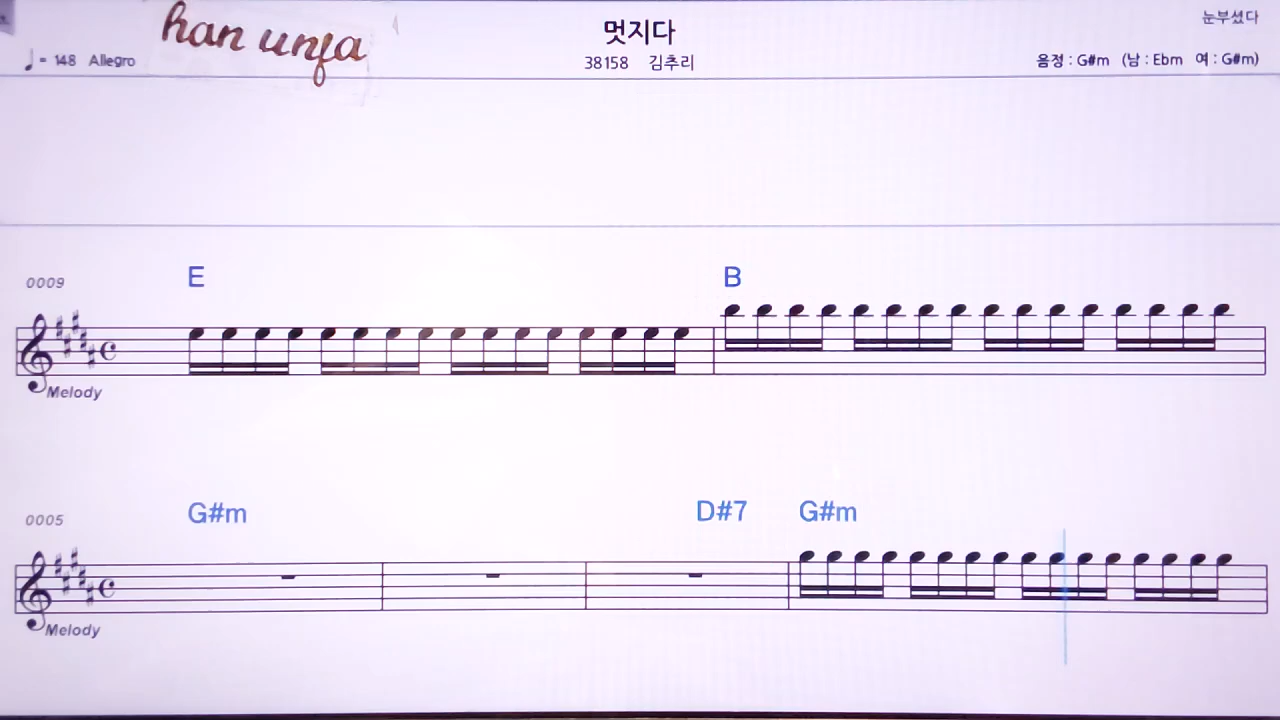 han unfa
멋지다
눈부셨다
♩ = 148 Allegro
38158 김추리
음정 : G#m (남 : Ebm 여 : G#m)
0009
E B
Melody
0005
G#m D#7 G#m
Melody